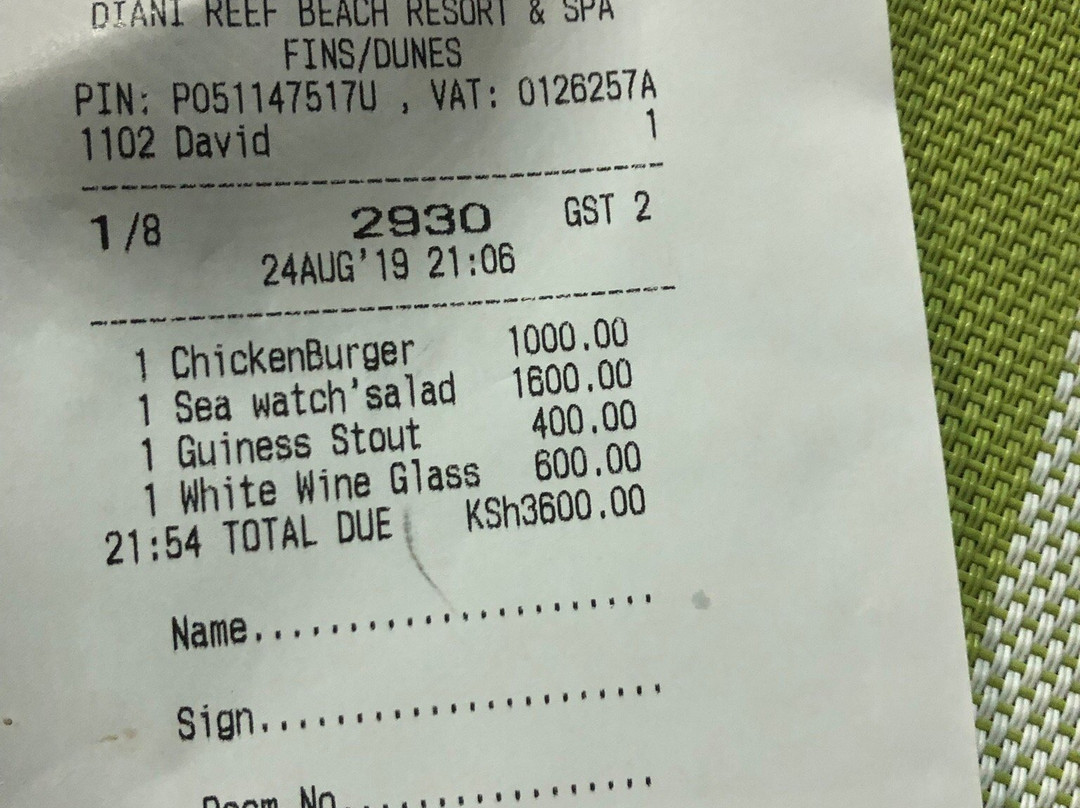 DIANI REEF BEACH RESORT & SPA
FINS/DUNES
PIN: P051147517U , VAT: 0126257A
1102 David 1
1/8 2930 GST 2
24AUG'19 21:06
1 ChickenBurger 1000.00
1 Sea watch'salad 1600.00
1 Guiness Stout 400.00
1 White Wine Glass 600.00
21:54 TOTAL DUE KSh3600.00
Name......................
Sign......................
Room No.................